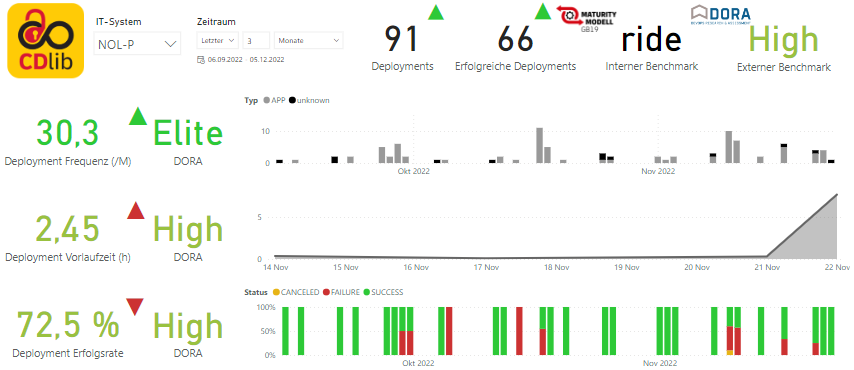 CDlib
IT-System
NOL-P
Zeitraum
Letzter
3
Monate
06.09.2022 - 05.12.2022
91
Deployments
66
Erfolgreiche Deployments
MATURITY
MODELL
GB19
ride
Interner Benchmark
DORA
High
Externer Benchmark
30,3
Deployment Frequenz (/M)
Elite
DORA
Typ APP unknown
10
0
Okt 2022
Nov 2022
2,45
Deployment Vorlaufzeit (h)
High
DORA
5
0
14 Nov
15 Nov
16 Nov
17 Nov
18 Nov
19 Nov
20 Nov
21 Nov
22 Nov
72,5 %
Deployment Erfolgsrate
High
DORA
Status CANCELED FAILURE SUCCESS
100%
50%
0%
Okt 2022
Nov 2022